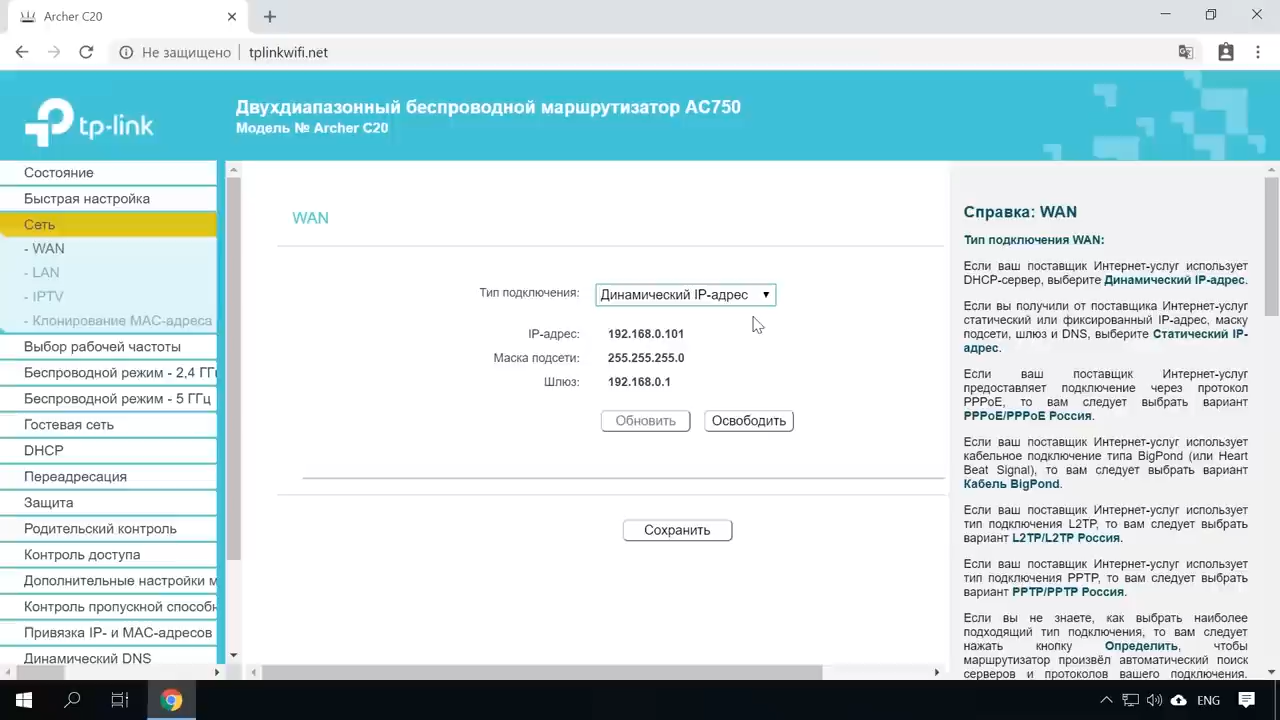 Archer C20
Не защищено
tplinkwifi.net
tp-link
Двухдиапазонный беспроводной маршрутизатор AC750
Модель № Archer C20
Состояние
Быстрая настройка
Сеть
- WAN
- LAN
- IPTV
- Клонирование MAC-адреса
Выбор рабочей частоты
Беспроводной режим - 2,4 ГГц
Беспроводной режим - 5 ГГц
Гостевая сеть
DHCP
Переадресация
Защита
Родительский контроль
Контроль доступа
Дополнительные настройки м
Контроль пропускной способн
Привязка IP- и MAC-адресов
Динамический DNS
WAN
Тип подключения: Динамический IP-адрес
IP-адрес: 192.168.0.101
Маска подсети: 255.255.255.0
Шлюз: 192.168.0.1
Обновить Освободить
Сохранить
Справка: WAN
Тип подключения WAN:
Если ваш поставщик Интернет-услуг использует
DHCP-сервер, выберите Динамический IP-адрес.
Если вы получили от поставщика Интернет-услуг
статический или фиксированный IP-адрес, маску
подсети, шлюз и DNS, выберите Статический IP-
адрес.
Если ваш поставщик Интернет-услуг
предоставляет подключение через протокол
PPPoE, то вам следует выбрать вариант
PPPoE/PPPoE Россия.
Если ваш поставщик Интернет-услуг использует
кабельное подключение типа BigPond (или Heart
Beat Signal), то вам следует выбрать вариант
Кабель BigPond.
Если ваш поставщик Интернет-услуг использует
тип подключения L2TP, то вам следует выбрать
вариант L2TP/L2TP Россия.
Если ваш поставщик Интернет-услуг использует
тип подключения PPTP, то вам следует выбрать
вариант PPTP/PPTP Россия.
Если вы не знаете, как выбрать наиболее
подходящий тип подключения, то вам следует
нажать кнопку Определить, чтобы
маршрутизатор произвёл автоматический поиск
серверов и протоколов вашего подключения.
ENG